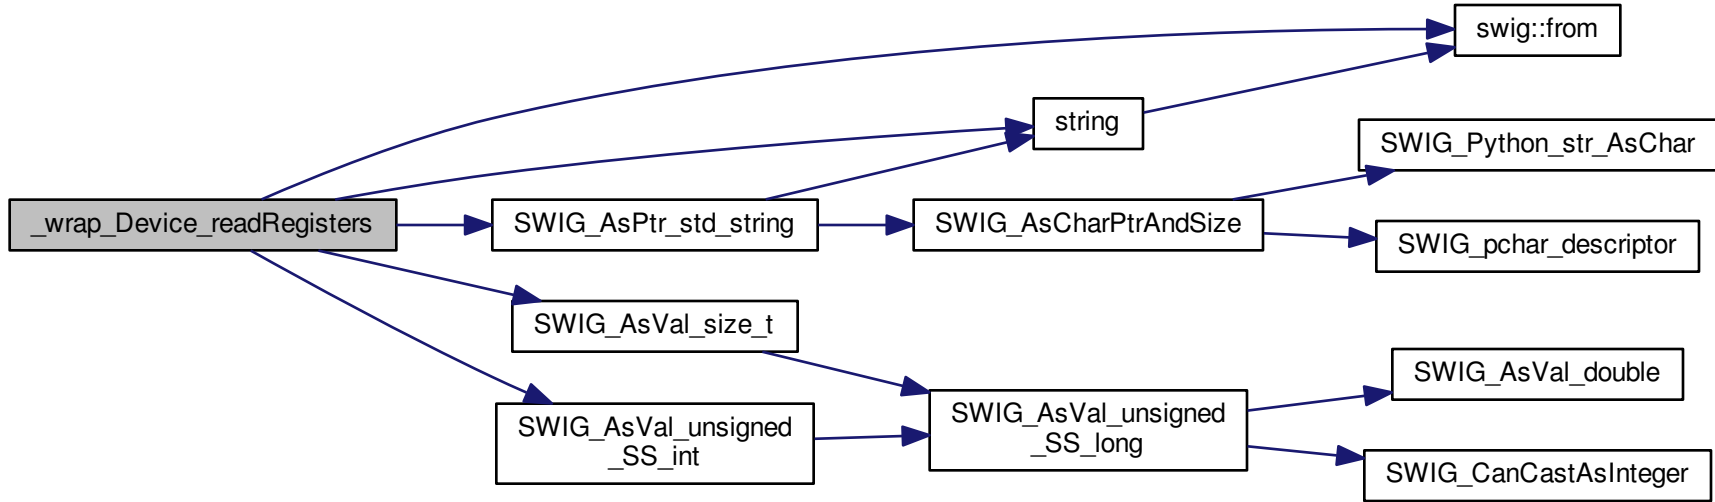 swig::from
string
SWIG_Python_str_AsChar
_wrap_Device_readRegisters
SWIG_AsPtr_std_string
SWIG_AsCharPtrAndSize
SWIG_pchar_descriptor
SWIG_AsVal_size_t
SWIG_AsVal_double
SWIG_AsVal_unsigned
_SS_int
SWIG_AsVal_unsigned
_SS_long
SWIG_CanCastAsInteger